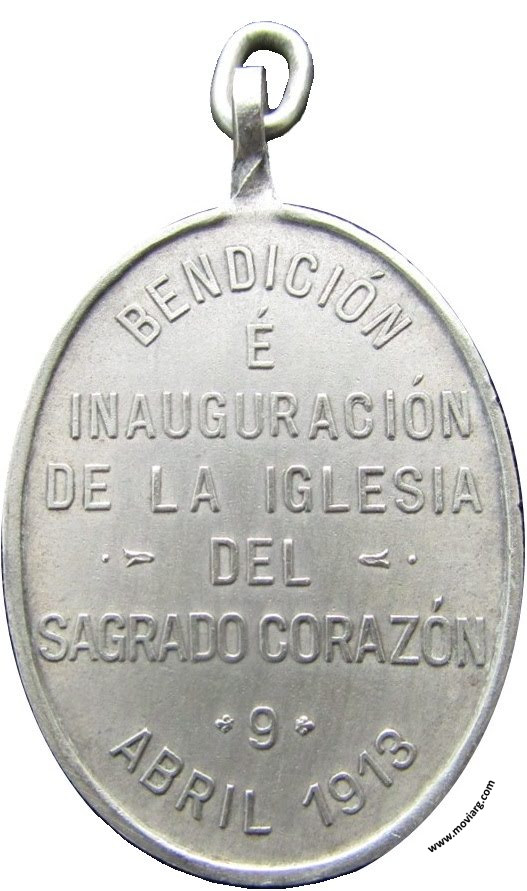 BENDICIÓN
É
INAUGURACIÓN
DE LA IGLESIA
DEL
SAGRADO CORAZÓN
9
ABRIL 1913
www.moviarg.com